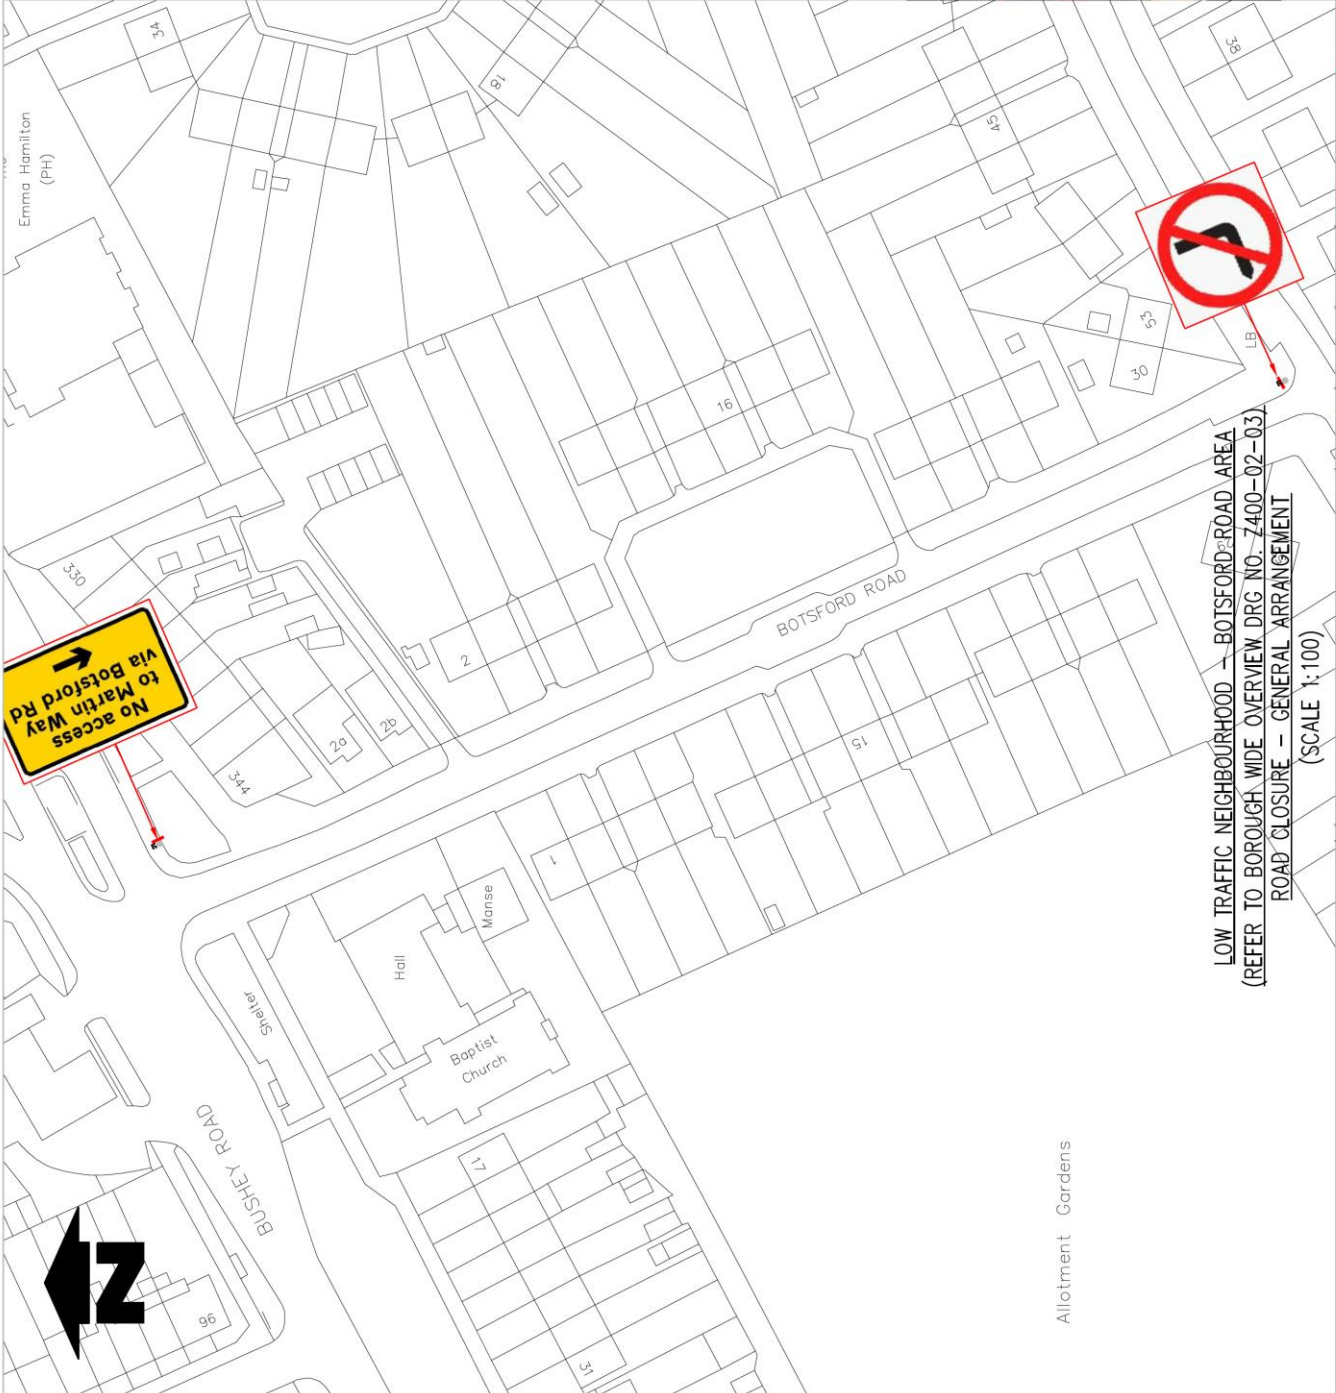 34
Emma Hamilton
(PH)
18
45
38
53
30
LB
16
330
No access
to Martin Way
via Botsford Rd
2
2a
2b
344
BOTSFORD ROAD
1
15
Manse
Hall
Shelter
Baptist
Church
BUSHEY ROAD
17
96
31
N
Allotment Gardens
LOW TRAFFIC NEIGHBOURHOOD - BOTSFORD ROAD AREA
(REFER TO BOROUGH WIDE OVERVIEW DRG NO. Z400-02-03)
ROAD CLOSURE - GENERAL ARRANGEMENT
(SCALE 1:100)